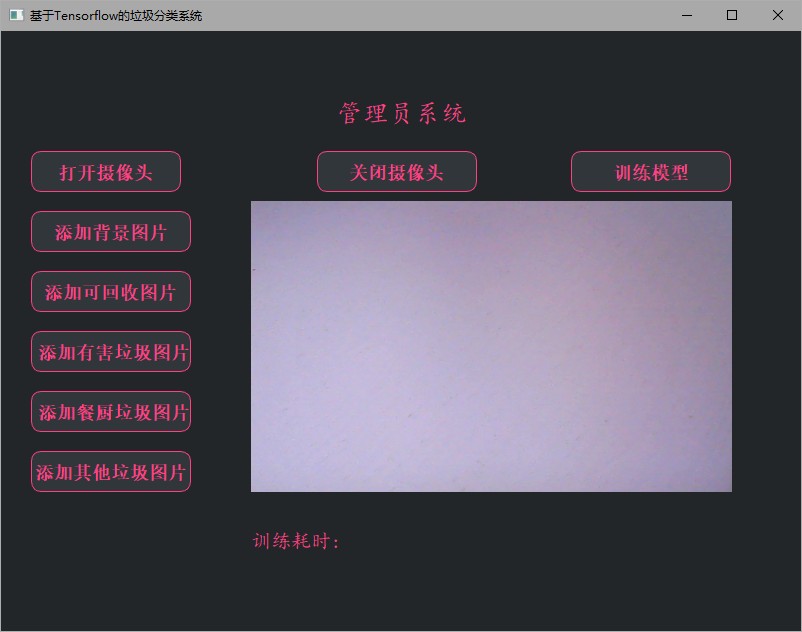 基于Tensorflow的垃圾分类系统
管理员系统
打开摄像头
关闭摄像头
训练模型
添加背景图片
添加可回收图片
添加有害垃圾图片
添加餐厨垃圾图片
添加其他垃圾图片
训练耗时：